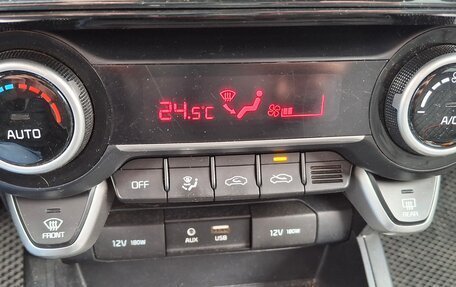 24.5°C
AUTO
A/C
OFF
FRONT
REAR
12V 180W
AUX
USB
12V 180W